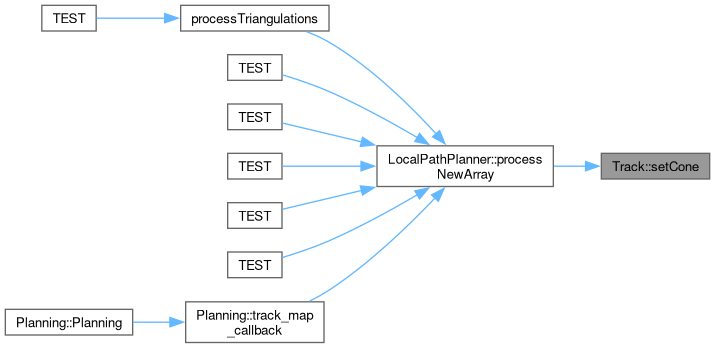 TEST
processTriangulations
TEST
TEST
LocalPathPlanner::process
NewArray
Track::setCone
TEST
TEST
TEST
Planning::Planning
Planning::track_map
_callback